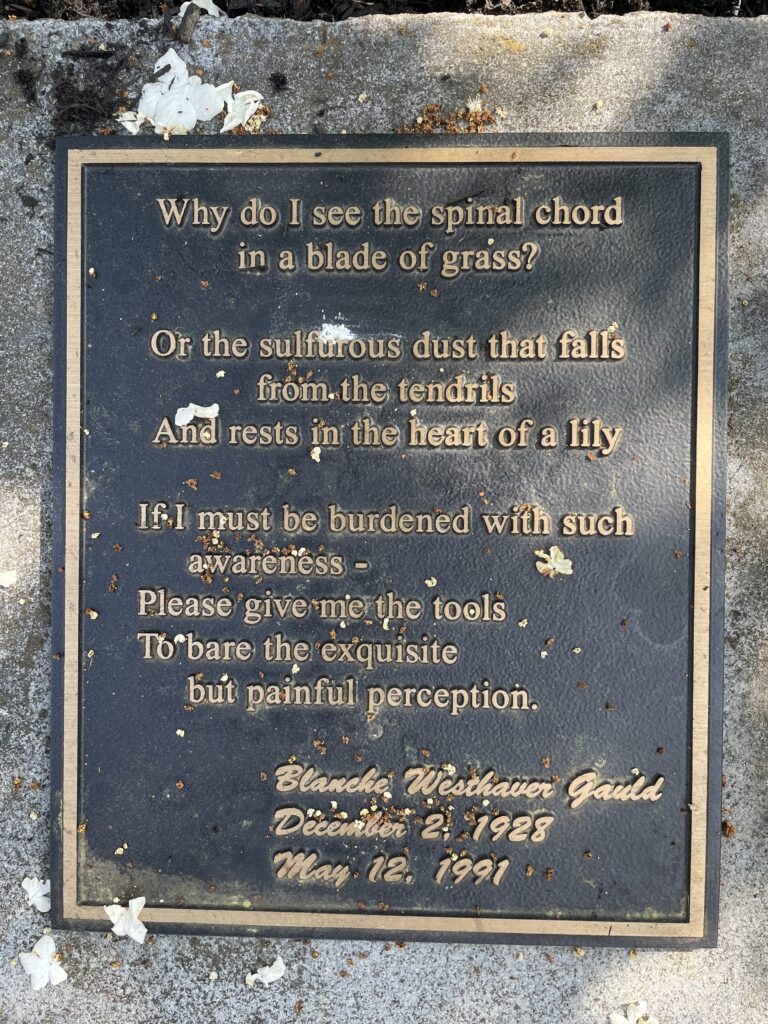 Why do I see the spinal chord
in a blade of grass?
Or the sulfurous dust that falls
from the tendrils
And rests in the heart of a lily
If I must be burdened with such
awareness -
Please give me the tools
To bare the exquisite
but painful perception.
Blanche Westhaver Gauld
December 2, 1928
May 12, 1991